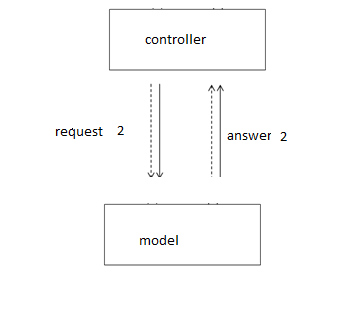 controller
request 2
answer 2
model